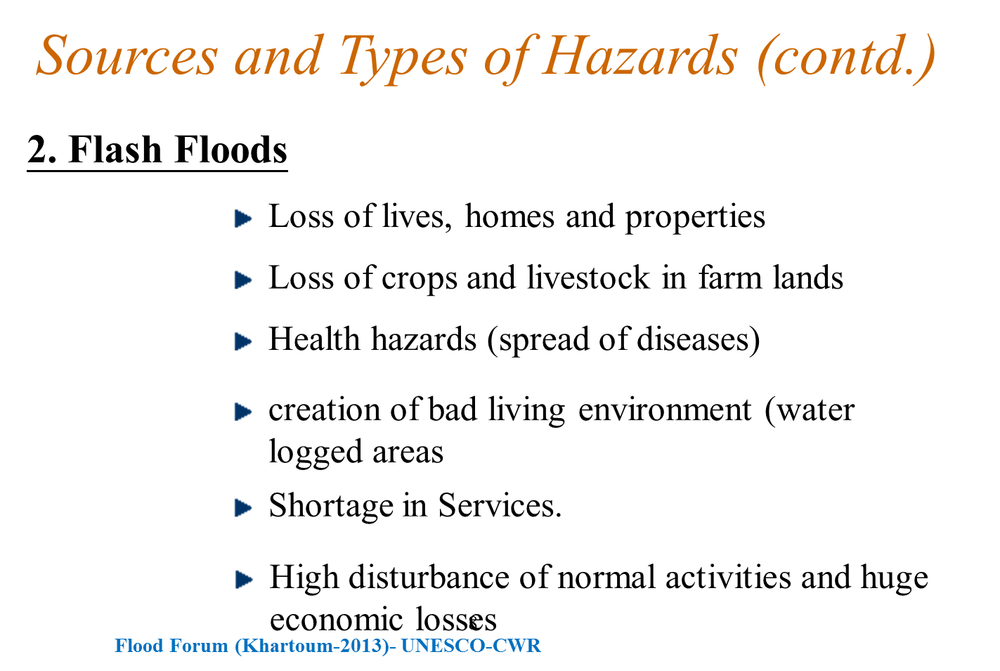 Sources and Types of Hazards (contd.)
2. Flash Floods
Loss of lives, homes and properties
Loss of crops and livestock in farm lands
Health hazards (spread of diseases)
creation of bad living environment (water
logged areas
Shortage in Services.
High disturbance of normal activities and huge
economic losses
Flood Forum (Khartoum-2013)- UNESCO-CWR